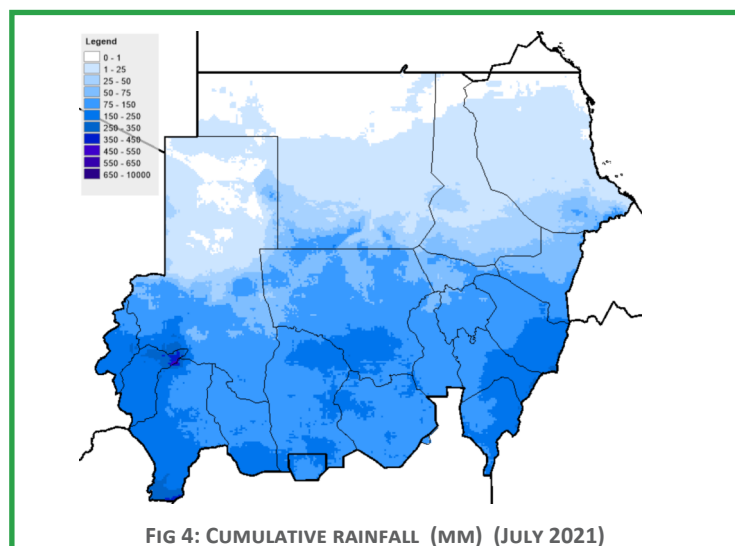 Legend
0 - 1
1 - 25
25 - 50
50 - 75
75 - 150
150 - 250
250 - 350
350 - 450
450 - 550
550 - 650
650 - 10000
FIG 4: CUMULATIVE RAINFALL (MM) (JULY 2021)